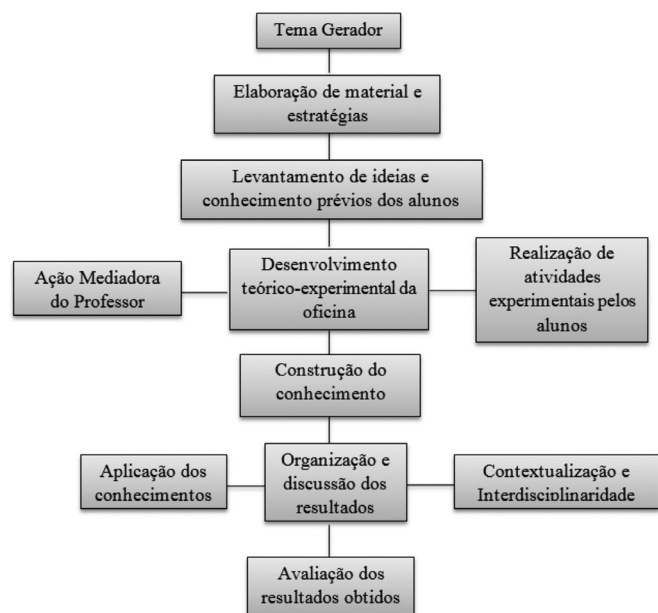 Tema Gerador
Elaboração de material e
estratégias
Levantamento de ideias e
conhecimento prévios dos alunos
Ação Mediadora
do Professor
Desenvolvimento
teórico-experimental da
oficina
Realização de
atividades
experimentais pelos
alunos
Construção do
conhecimento
Aplicação dos
conhecimentos
Organização e
discussão dos
resultados
Contextualização e
Interdisciplinaridade
Avaliação dos
resultados obtidos